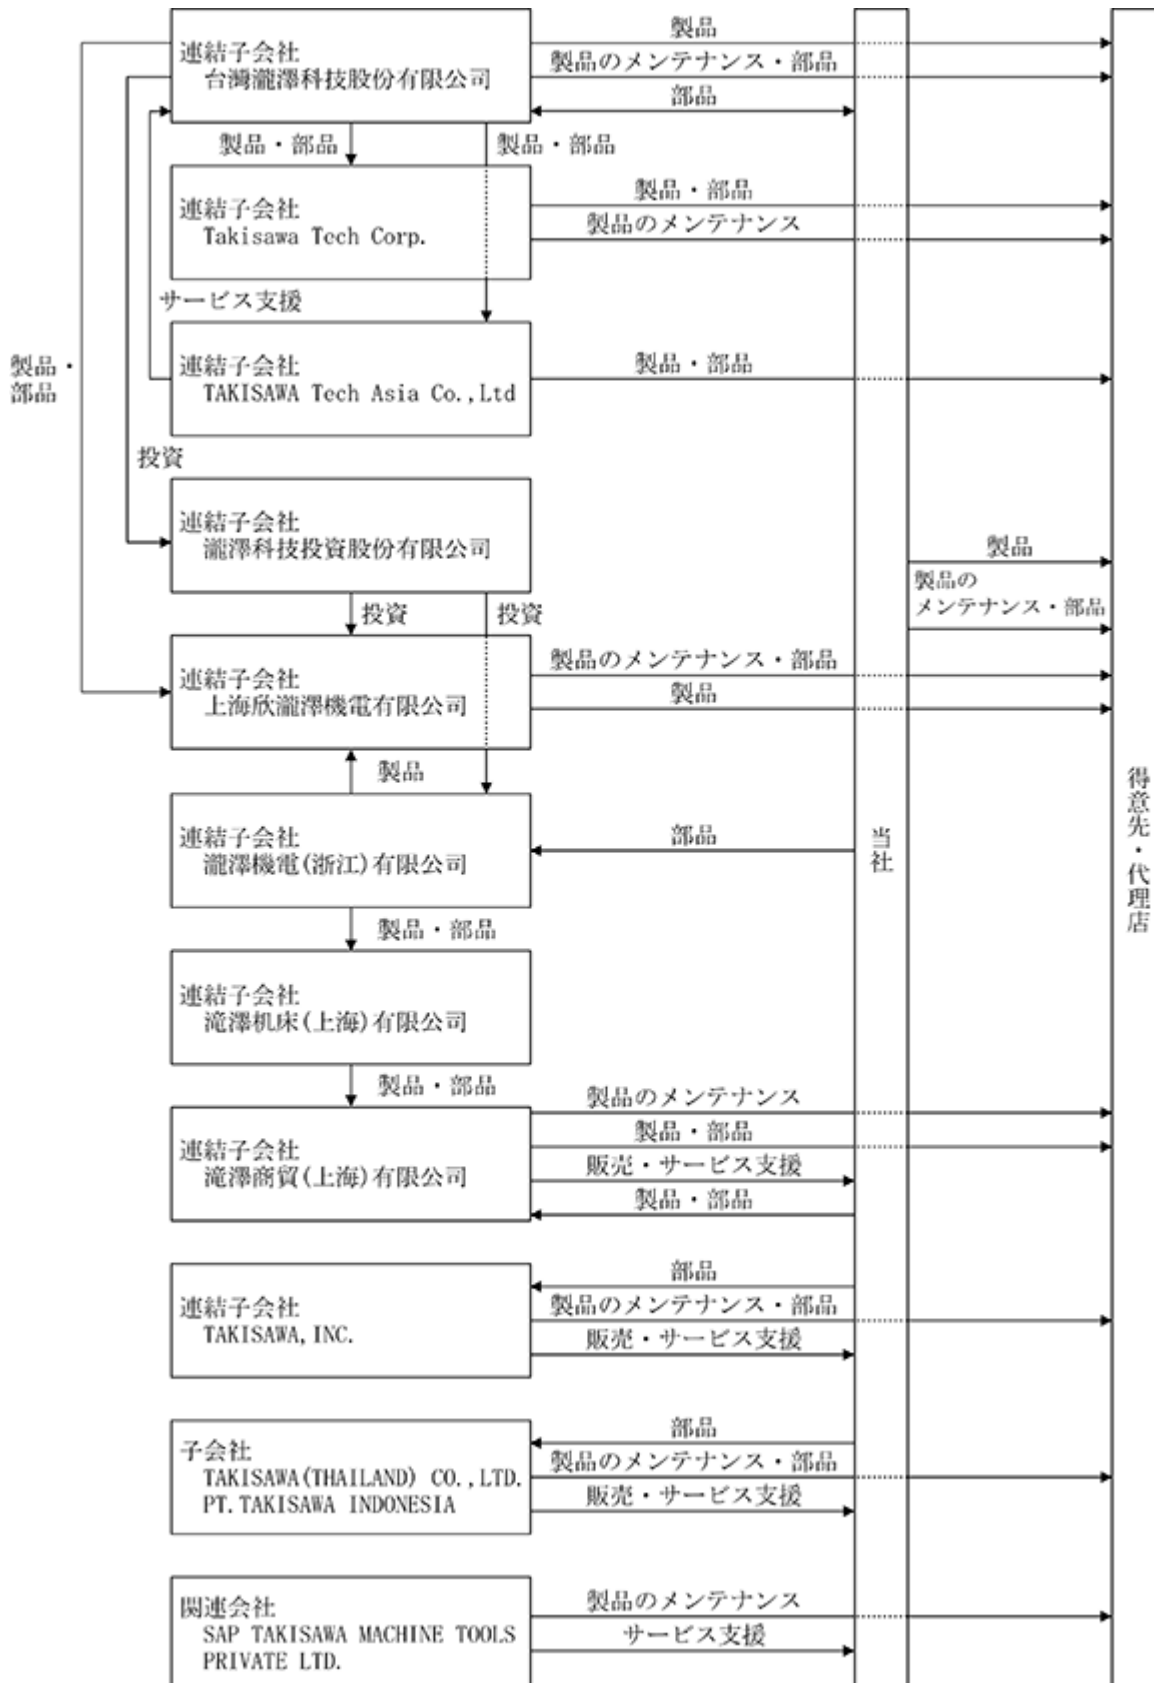 連結子会社
台灣瀧澤科技股份有限公司
製品
製品のメンテナンス・部品
部品
製品・部品
製品・部品
連結子会社
Takisawa Tech Corp.
製品・部品
製品のメンテナンス
サービス支援
連結子会社
TAKISAWA Tech Asia Co.,Ltd
製品・部品
製品・
部品
投資
連結子会社
瀧澤科技投資股份有限公司
製品
製品の
メンテナンス・部品
投資
投資
連結子会社
上海欣瀧澤機電有限公司
製品のメンテナンス・部品
製品
製品
連結子会社
瀧澤機電(浙江)有限公司
部品
当社
得意先・代理店
製品・部品
連結子会社
滝澤机床(上海)有限公司
製品・部品
連結子会社
滝澤商貿(上海)有限公司
製品のメンテナンス
製品・部品
販売・サービス支援
製品・部品
連結子会社
TAKISAWA,INC.
部品
製品のメンテナンス・部品
販売・サービス支援
子会社
TAKISAWA(THAILAND) CO.,LTD.
PT.TAKISAWA INDONESIA
部品
製品のメンテナンス・部品
販売・サービス支援
関連会社
SAP TAKISAWA MACHINE TOOLS
PRIVATE LTD.
製品のメンテナンス
サービス支援